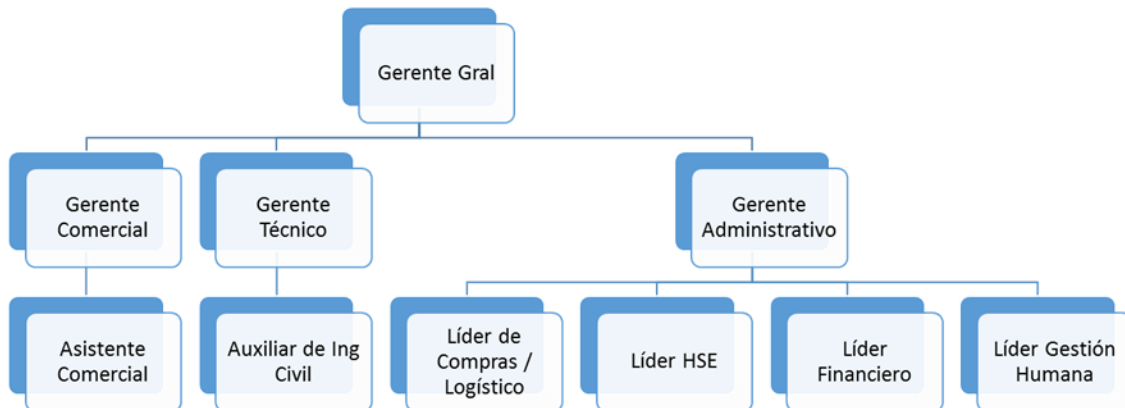 Gerente Gral
Gerente
Comercial
Gerente
Técnico
Gerente
Administrativo
Asistente
Comercial
Auxiliar de Ing
Civil
Líder de
Compras /
Logístico
Líder HSE
Líder
Financiero
Líder Gestión
Humana